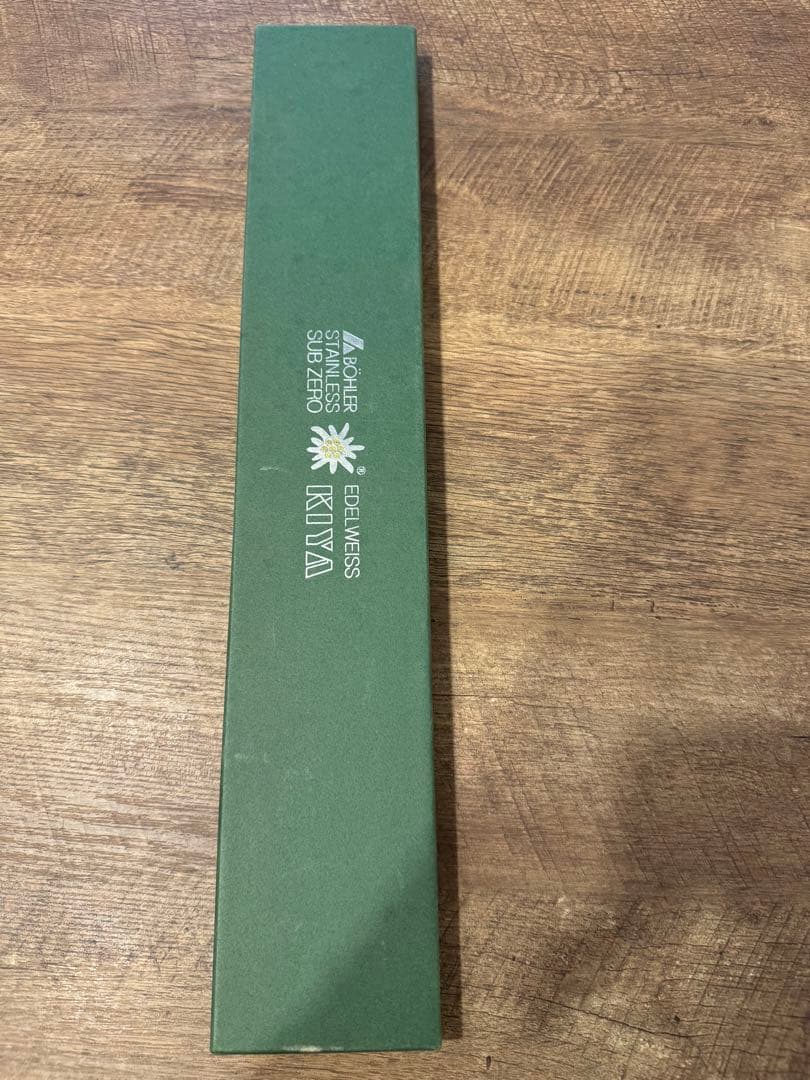 BÖHLER
STAINLESS
SUB ZERO
®
EDELWEISS
KIYA